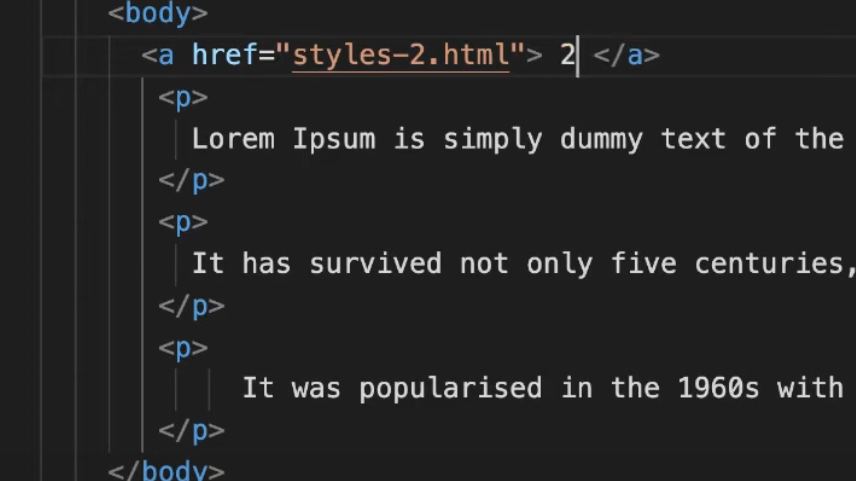 <body>
<a href="styles-2.html"> 2 </a>
<p>
Lorem Ipsum is simply dummy text of the
</p>
<p>
It has survived not only five centuries,
</p>
<p>
It was popularised in the 1960s with
</p>
</body>